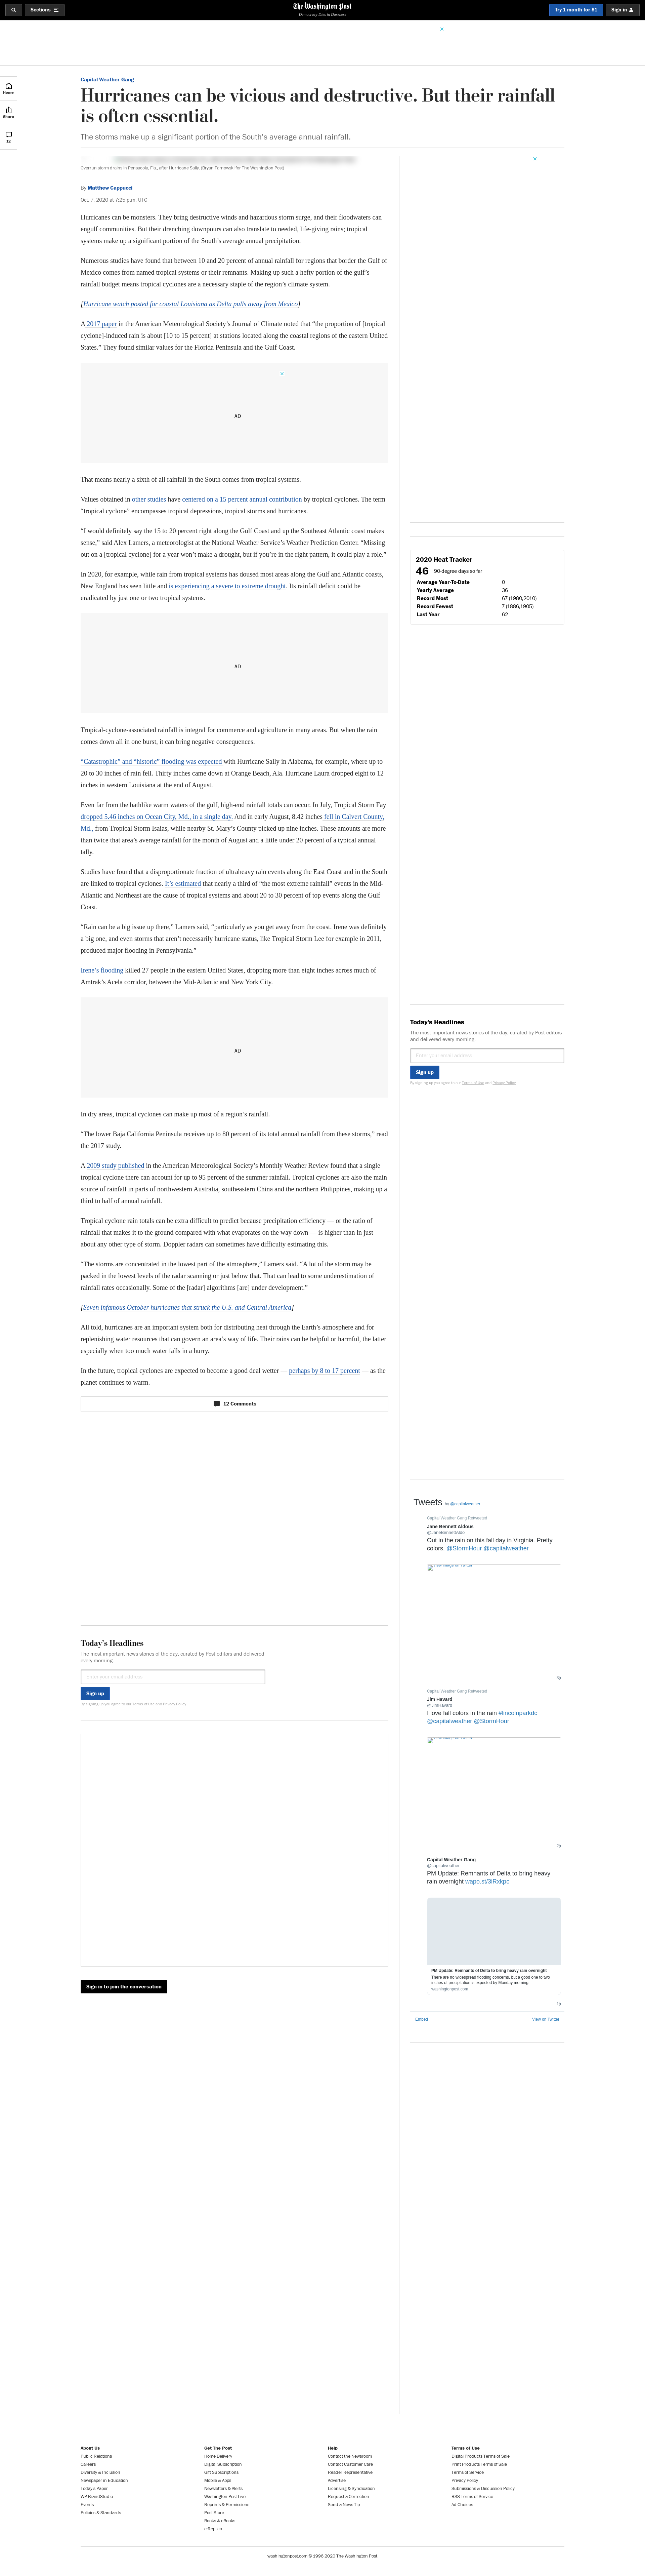 Sections
The Washington Post
Democracy Dies in Darkness
Try 1 month for $1
Sign in
Home
Share
12
Capital Weather Gang
Hurricanes can be vicious and destructive. But their rainfall
is often essential.
The storms make up a significant portion of the South's average annual rainfall.
Overrun storm drains in Pensacola, Fla., after Hurricane Sally. (Bryan Tarnowski for The Washington Post)
By Matthew Cappucci
Oct. 7, 2020 at 7:25 p.m. UTC
Hurricanes can be monsters. They bring destructive winds and hazardous storm surge, and their floodwaters can
engulf communities. But their drenching downpours can also translate to needed, life-giving rains; tropical
systems make up a significant portion of the South’s average annual precipitation.
Numerous studies have found that between 10 and 20 percent of annual rainfall for regions that border the Gulf of
Mexico comes from named tropical systems or their remnants. Making up such a hefty portion of the gulf’s
rainfall budget means tropical cyclones are a necessary staple of the region’s climate system.
[Hurricane watch posted for coastal Louisiana as Delta pulls away from Mexico]
A 2017 paper in the American Meteorological Society’s Journal of Climate noted that “the proportion of [tropical
cyclone]-induced rain is about [10 to 15 percent] at stations located along the coastal regions of the eastern United
States.” They found similar values for the Florida Peninsula and the Gulf Coast.
AD
That means nearly a sixth of all rainfall in the South comes from tropical systems.
Values obtained in other studies have centered on a 15 percent annual contribution by tropical cyclones. The term
“tropical cyclone” encompasses tropical depressions, tropical storms and hurricanes.
“I would definitely say the 15 to 20 percent right along the Gulf Coast and up the Southeast Atlantic coast makes
sense,” said Alex Lamers, a meteorologist at the National Weather Service’s Weather Prediction Center. “Missing
out on a [tropical cyclone] for a year won’t make a drought, but if you’re in the right pattern, it could play a role.”
In 2020, for example, while rain from tropical systems has doused most areas along the Gulf and Atlantic coasts,
New England has seen little and is experiencing a severe to extreme drought. Its rainfall deficit could be
eradicated by just one or two tropical systems.
AD
Tropical-cyclone-associated rainfall is integral for commerce and agriculture in many areas. But when the rain
comes down all in one burst, it can bring negative consequences.
“Catastrophic” and “historic” flooding was expected with Hurricane Sally in Alabama, for example, where up to
20 to 30 inches of rain fell. Thirty inches came down at Orange Beach, Ala. Hurricane Laura dropped eight to 12
inches in western Louisiana at the end of August.
Even far from the bathlike warm waters of the gulf, high-end rainfall totals can occur. In July, Tropical Storm Fay
dropped 5.46 inches on Ocean City, Md., in a single day. And in early August, 8.42 inches fell in Calvert County,
Md., from Tropical Storm Isaias, while nearby St. Mary’s County picked up nine inches. These amounts are more
than twice that area’s average rainfall for the month of August and a little under 20 percent of a typical annual
tally.
Studies have found that a disproportionate fraction of ultraheavy rain events along the East Coast and in the South
are linked to tropical cyclones. It’s estimated that nearly a third of “the most extreme rainfall” events in the Mid-
Atlantic and Northeast are the cause of tropical systems and about 20 to 30 percent of top events along the Gulf
Coast.
“Rain can be a big issue up there,” Lamers said, “particularly as you get away from the coast. Irene was definitely
a big one, and even storms that aren’t necessarily hurricane status, like Tropical Storm Lee for example in 2011,
produced major flooding in Pennsylvania.”
Irene’s flooding killed 27 people in the eastern United States, dropping more than eight inches across much of
Amtrak’s Acela corridor, between the Mid-Atlantic and New York City.
AD
In dry areas, tropical cyclones can make up most of a region’s rainfall.
“The lower Baja California Peninsula receives up to 80 percent of its total annual rainfall from these storms,” read
the 2017 study.
A 2009 study published in the American Meteorological Society’s Monthly Weather Review found that a single
tropical cyclone there can account for up to 95 percent of the summer rainfall. Tropical cyclones are also the main
source of rainfall in parts of northwestern Australia, southeastern China and the northern Philippines, making up a
third to half of annual rainfall.
Tropical cyclone rain totals can be extra difficult to predict because precipitation efficiency — or the ratio of
rainfall that makes it to the ground compared with what evaporates on the way down — is higher than in just
about any other type of storm. Doppler radars can sometimes have difficulty estimating this.
“The storms are concentrated in the lowest part of the atmosphere,” Lamers said. “A lot of the storm may be
packed in the lowest levels of the radar scanning or just below that. That can lead to some underestimation of
rainfall rates occasionally. Some of the [radar] algorithms [are] under development.”
[Seven infamous October hurricanes that struck the U.S. and Central America]
All told, hurricanes are an important system both for distributing heat through the Earth’s atmosphere and for
replenishing water resources that can govern an area’s way of life. Their rains can be helpful or harmful, the latter
especially when too much water falls in a hurry.
In the future, tropical cyclones are expected to become a good deal wetter — perhaps by 8 to 17 percent — as the
planet continues to warm.
12 Comments
Today’s Headlines
The most important news stories of the day, curated by Post editors and delivered
every morning.
Enter your email address
Sign up
By signing up you agree to our Terms of Use and Privacy Policy
Sign in to join the conversation
2020 Heat Tracker
46 90-degree days so far
Average Year-To-Date 0
Yearly Average 36
Record Most 67 (1980,2010)
Record Fewest 7 (1886,1905)
Last Year 62
Today's Headlines
The most important news stories of the day, curated by Post editors
and delivered every morning.
Enter your email address
Sign up
By signing up you agree to our Terms of Use and Privacy Policy
Tweets by @capitalweather
Capital Weather Gang Retweeted
Jane Bennett Aldous
@JaneBennettAldo
Out in the rain on this fall day in Virginia. Pretty
colors. @StormHour @capitalweather
View image on Twitter
Capital Weather Gang Retweeted
Jim Havard
@JimHavard
I love fall colors in the rain #lincolnparkdc
@capitalweather @StormHour
View image on Twitter
Capital Weather Gang
@capitalweather
PM Update: Remnants of Delta to bring heavy
rain overnight wapo.st/3iRxkpc
PM Update: Remnants of Delta to bring heavy rain overnight
There are no widespread flooding concerns, but a good one to two
inches of precipitation is expected by Monday morning.
washingtonpost.com
Embed
View on Twitter
About Us
Public Relations
Careers
Diversity & Inclusion
Newspaper in Education
Today's Paper
WP BrandStudio
Events
Policies & Standards
Get The Post
Home Delivery
Digital Subscription
Gift Subscriptions
Mobile & Apps
Newsletters & Alerts
Washington Post Live
Reprints & Permissions
Post Store
Books & eBooks
e-Replica
Help
Contact the Newsroom
Contact Customer Care
Reader Representative
Advertise
Licensing & Syndication
Request a Correction
Send a News Tip
Terms of Use
Digital Products Terms of Sale
Print Products Terms of Sale
Terms of Service
Privacy Policy
Submissions & Discussion Policy
RSS Terms of Service
Ad Choices
washingtonpost.com © 1996-2020 The Washington Post